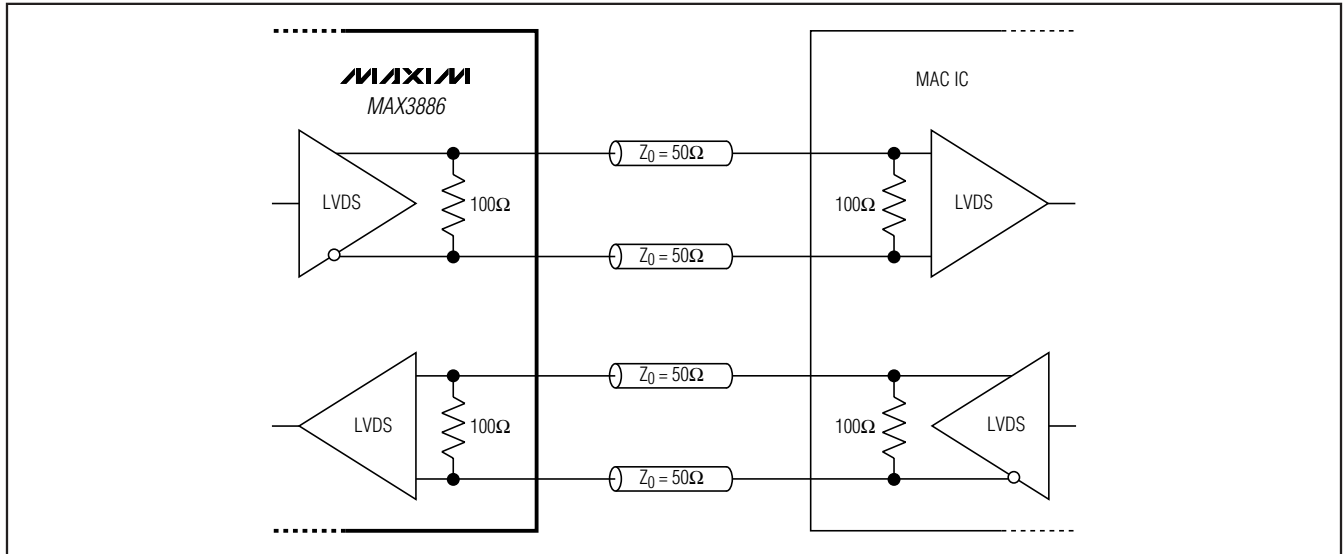 MAXIM
MAX3886
MAC IC
Z0 = 50Ω
LVDS
100Ω
100Ω
LVDS
Z0 = 50Ω
Z0 = 50Ω
LVDS
100Ω
100Ω
LVDS
Z0 = 50Ω